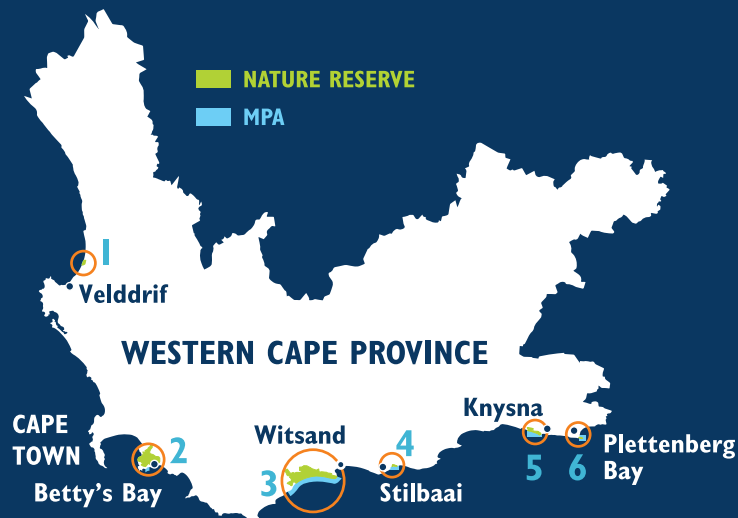 NATURE RESERVE
MPA
1
Velddrif
WESTERN CAPE PROVINCE
CAPE
TOWN
2
Betty's Bay
Witsand
3
4
Stilbaai
Knysna
5
6
Plettenberg
Bay